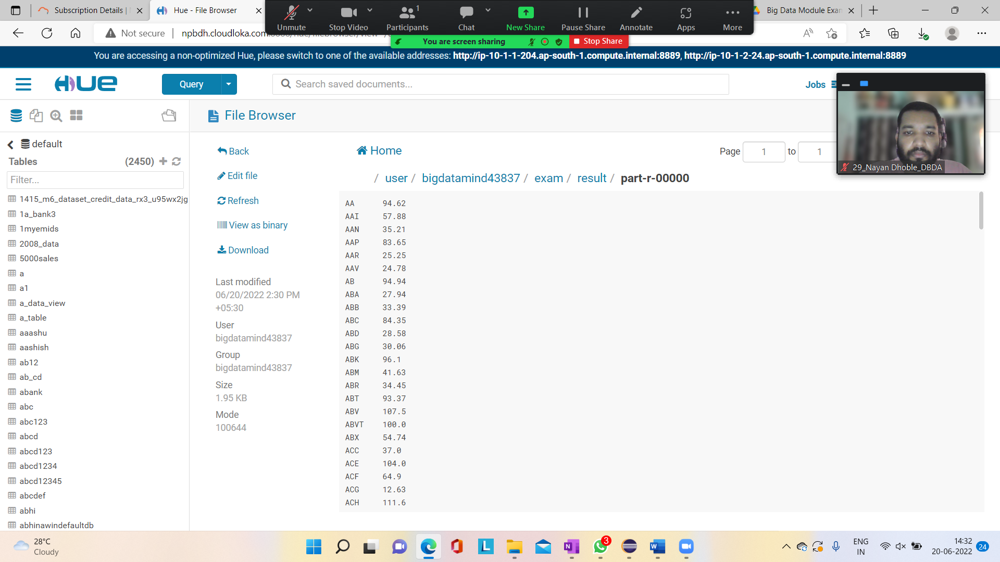 Subscription Details |
Hue - File Browser
Big Data Module Exam
Unmute
Stop Video
Participants
1
Chat
New Share
Pause Share
Annotate
Apps
More
You are screen sharing
Stop Share
Not secure
npbdh.cloudloka.com
You are accessing a non-optimized Hue, please switch to one of the available addresses: http://ip-10-1-1-204.ap-south-1.compute.internal:8889, http://ip-10-1-2-24.ap-south-1.compute.internal:8889
HUE
Query
Search saved documents...
Jobs
File Browser
default
Tables (2450)
Filter...
1415_m6_dataset_credit_data_rx3_u95wx2jg
1a_bank3
1myemids
2008_data
5000sales
a
a1
a_data_view
a_table
aaashu
aashish
ab12
ab_cd
abank
abc
abc123
abcd
abcd123
abcd1234
abcd12345
abcdef
abhi
abhinawindefaultdb
Back
Edit file
Refresh
View as binary
Download
Last modified
06/20/2022 2:30 PM
+05:30
User
bigdatamind43837
Group
bigdatamind43837
Size
1.95 KB
Mode
100644
Home
Page 1 to 1
/ user / bigdatamind43837 / exam / result / part-r-00000
AA 94.62
AAI 57.88
AAN 35.21
AAP 83.65
AAR 25.25
AAV 24.78
AB 94.94
ABA 27.94
ABB 33.39
ABC 84.35
ABD 28.58
ABG 30.06
ABK 96.1
ABM 41.63
ABR 34.45
ABT 93.37
ABV 107.5
ABVT 100.0
ABX 54.74
ACC 37.0
ACE 104.0
ACF 64.9
ACG 12.63
ACH 111.6
29_Nayan Dhoble_DBDA
28°C
Cloudy
3
ENG
IN
14:32
20-06-2022
24